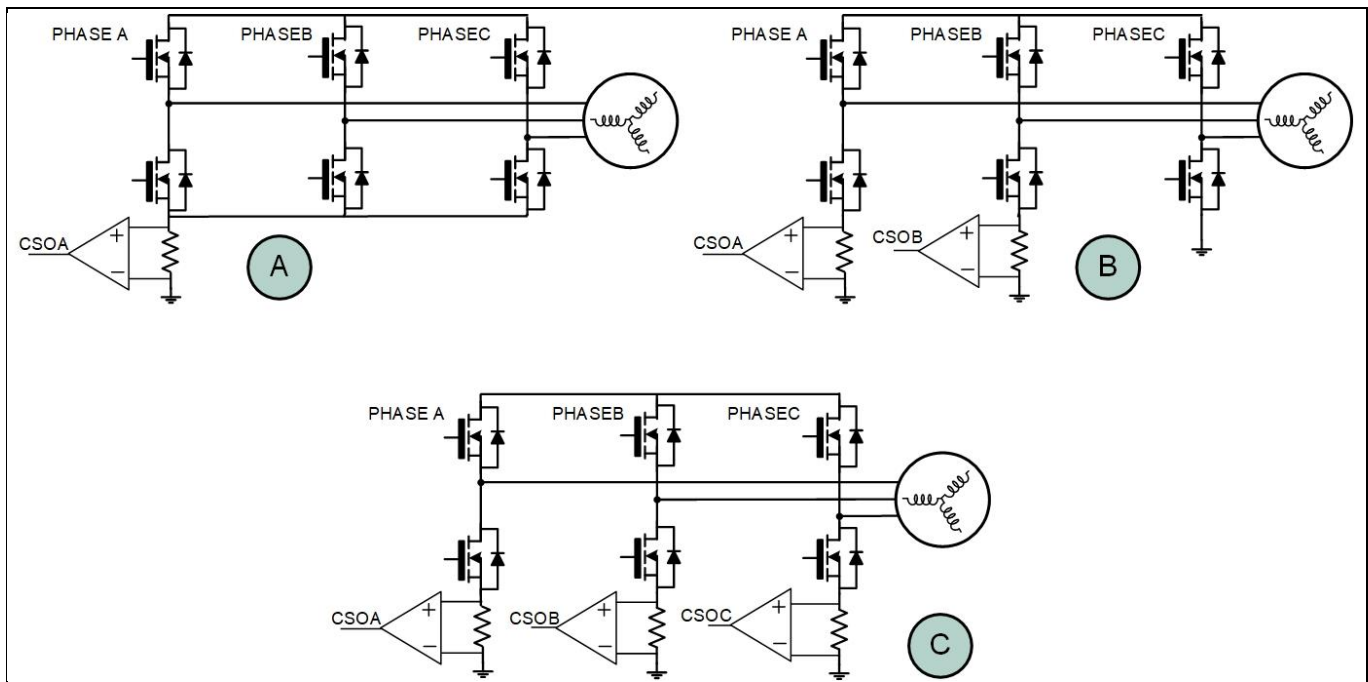 PHASE A PHASEB PHASEC
+
CSOA
−
A
PHASE A PHASEB PHASEC
+ +
CSOA CSOB
− −
B
PHASE A PHASEB PHASEC
+ + +
CSOA CSOB CSOC
− − −
C